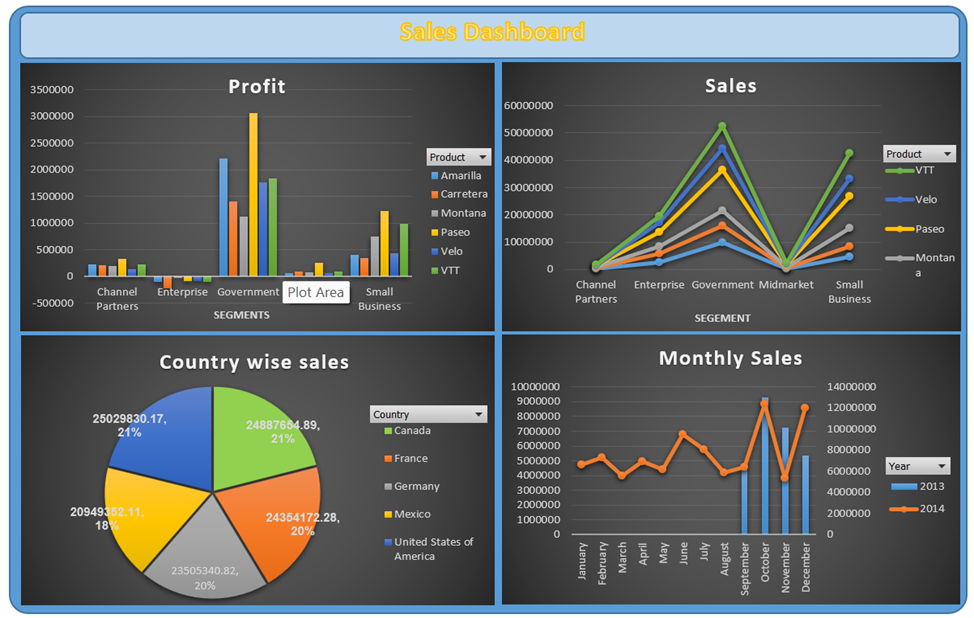 Sales Dashboard
Profit
3500000
3000000
2500000
2000000
1500000
1000000
500000
0
-500000
Channel
Partners
Enterprise
Government
Plot Area
Small
Business
SEGMENTS
Product
Amarilla
Carretera
Montana
Paseo
Velo
VTT
Sales
60000000
50000000
40000000
30000000
20000000
10000000
0
Channel
Partners
Enterprise
Government
Midmarket
Small
Business
SEGEMENT
Product
VTT
Velo
Paseo
Montan
a
Country wise sales
25029830.17,
21%
24887654.89,
21%
20949352.11,
18%
24354172.28,
20%
23505340.82,
20%
Country
Canada
France
Germany
Mexico
United States of
America
Monthly Sales
10000000
9000000
8000000
7000000
6000000
5000000
4000000
3000000
2000000
1000000
0
14000000
12000000
10000000
8000000
6000000
4000000
2000000
0
January
February
March
April
May
June
July
August
September
October
November
December
Year
2013
2014